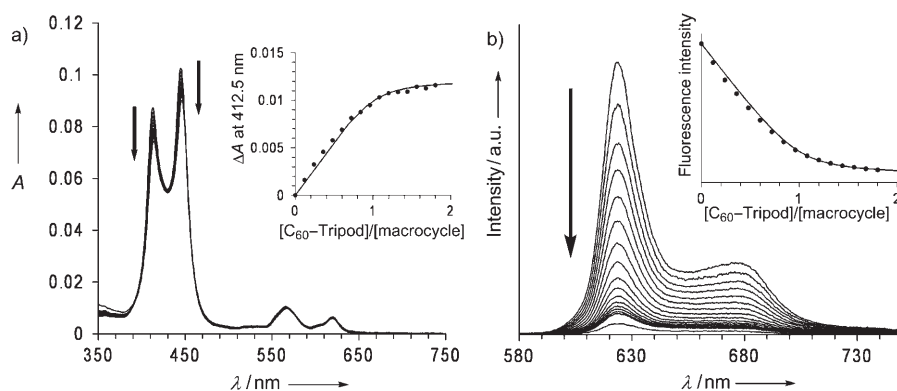 a)
0.12
0.1
0.08
0.06
0.04
0.02
0
A
350
450
550
650
750
λ / nm
0.015
0.01
0.005
0
ΔA at 412.5 nm
0
1
2
[C60–Tripod]/[macrocycle]
b)
Intensity / a.u.
580
630
680
730
λ / nm
Fluorescence intensity
0
1
2
[C60–Tripod]/[macrocycle]